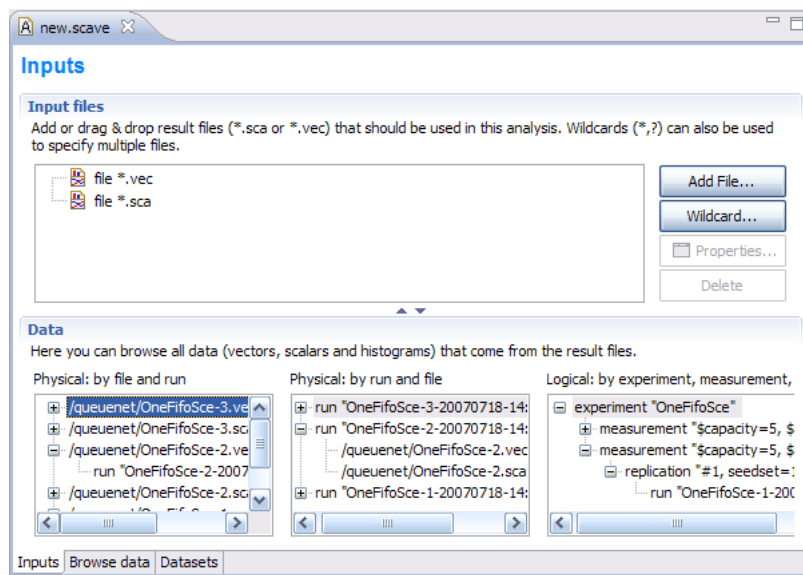 new.scave
Inputs
Input files
Add or drag & drop result files (*.sca or *.vec) that should be used in this analysis. Wildcards (*,?) can also be used
to specify multiple files.
file *.vec
file *.sca
Add File...
Wildcard...
Properties...
Delete
Data
Here you can browse all data (vectors, scalars and histograms) that come from the result files.
Physical: by file and run
/queuenet/OneFifoSce-3.ve
/queuenet/OneFifoSce-3.sca
/queuenet/OneFifoSce-2.ve
run "OneFifoSce-2-2007
/queuenet/OneFifoSce-2.sca
Physical: by run and file
run "OneFifoSce-3-20070718-14:
run "OneFifoSce-2-20070718-14:
/queuenet/OneFifoSce-2.vec
/queuenet/OneFifoSce-2.sca
run "OneFifoSce-1-20070718-14:
Logical: by experiment, measurement,
experiment "OneFifoSce"
measurement "$capacity=5, $
measurement "$capacity=5, $
replication "#1, seedset=1
run "OneFifoSce-1-200
Inputs
Browse data
Datasets